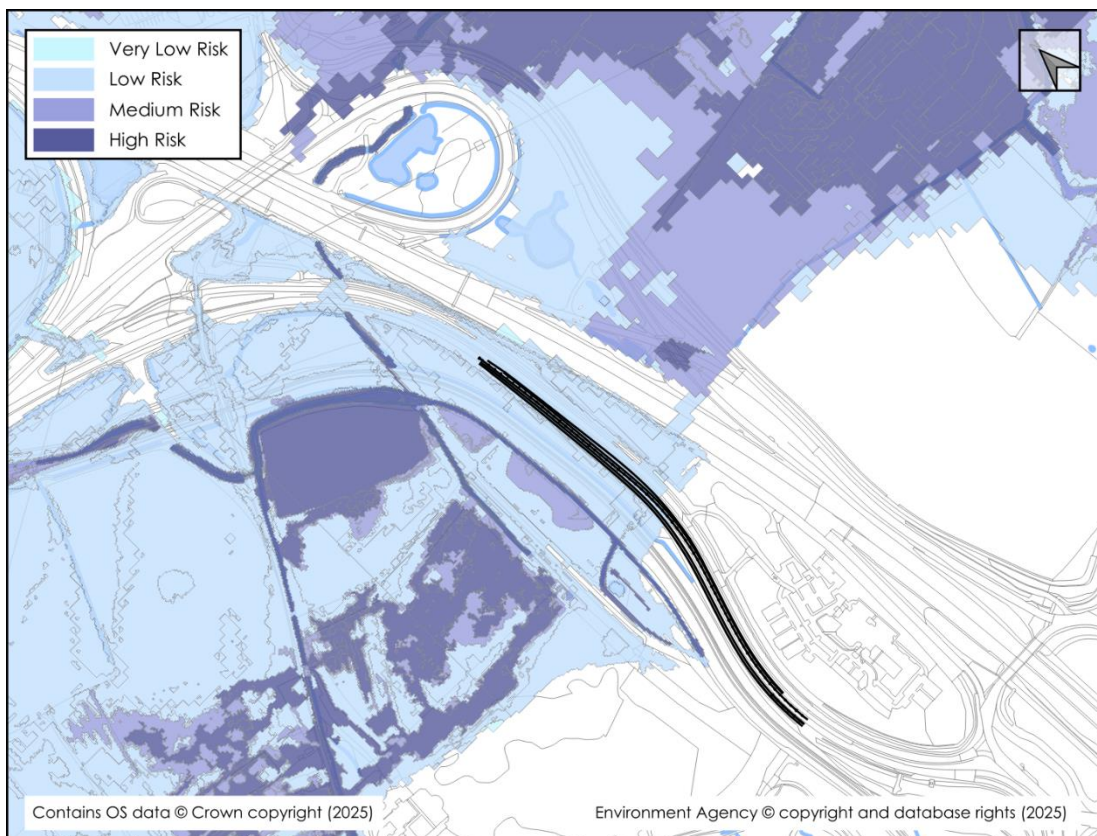 Very Low Risk
Low Risk
Medium Risk
High Risk
Contains OS data © Crown copyright (2025)
Environment Agency © copyright and database rights (2025)